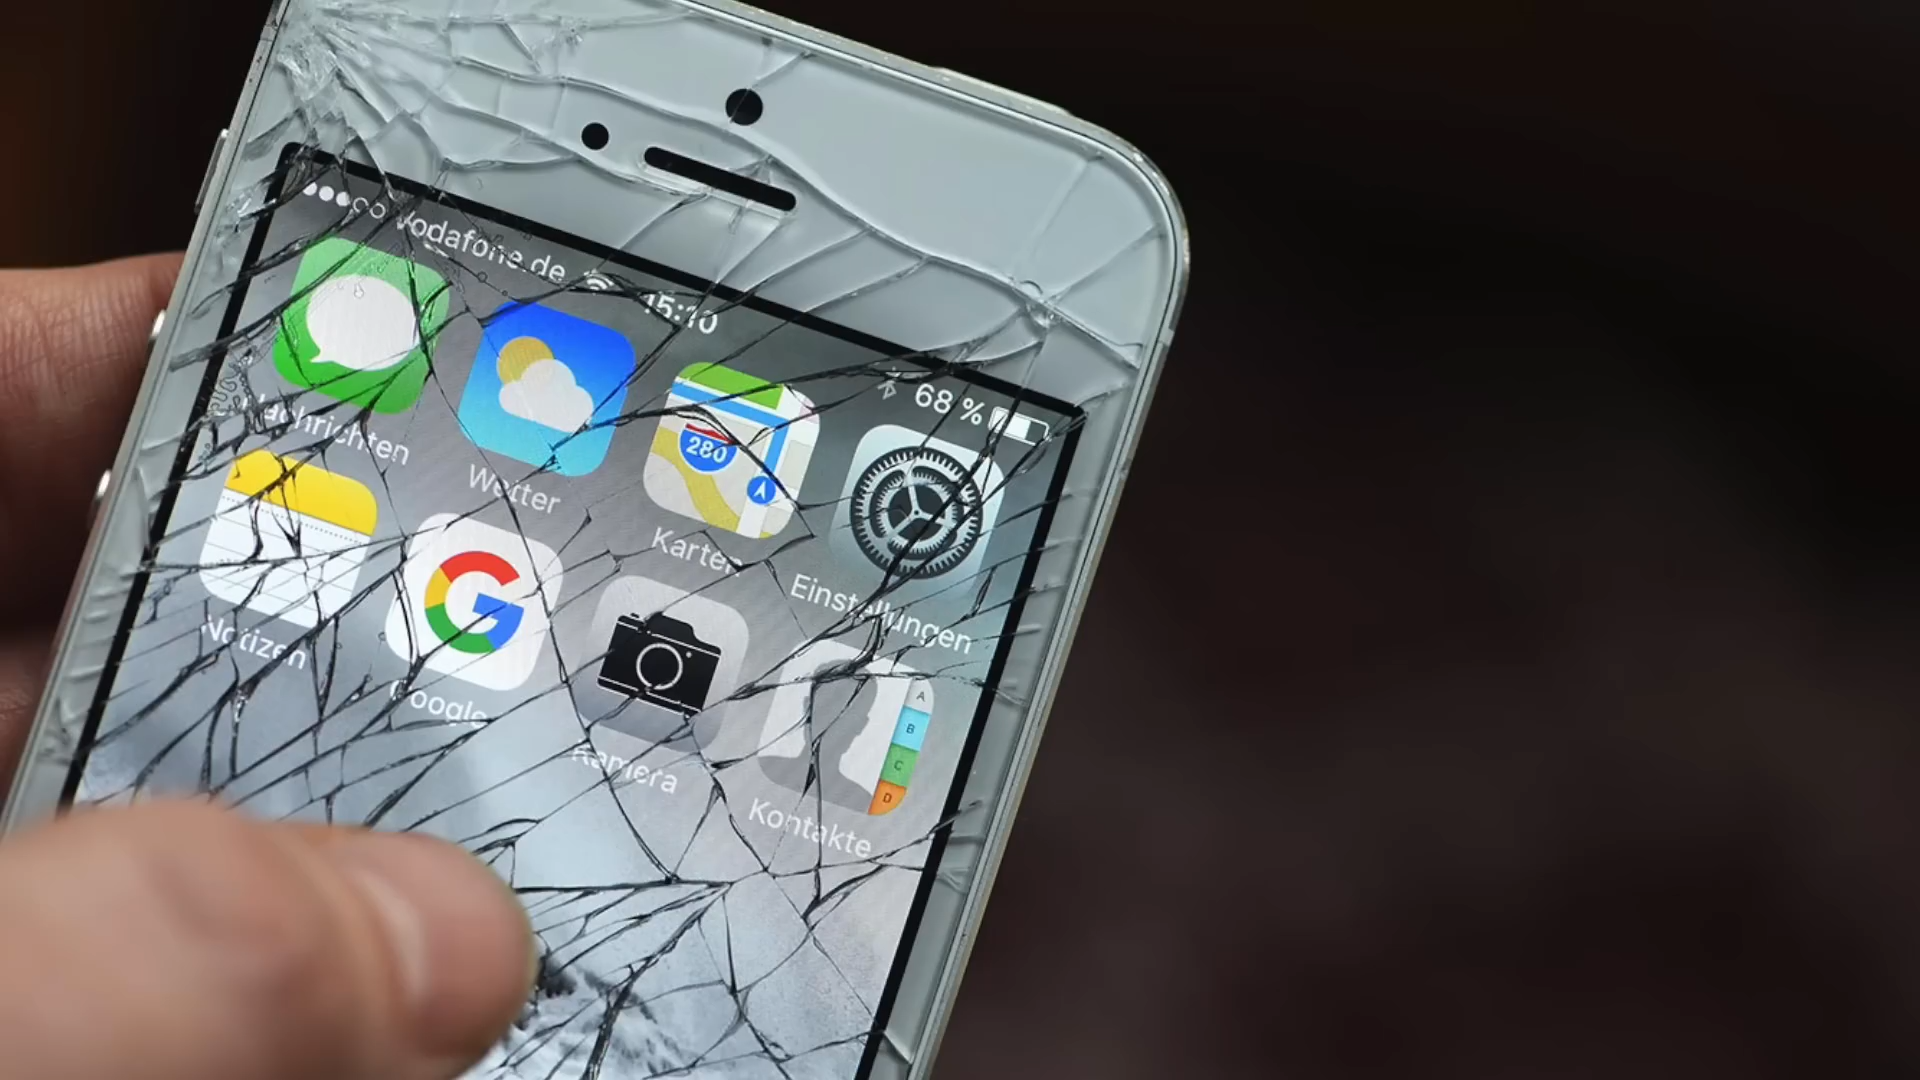 vodafone.de 15:10 68 %
Nachrichten Wetter Karten Einstellungen
280
Notizen Google Kamera Kontakte
A
B
C
D